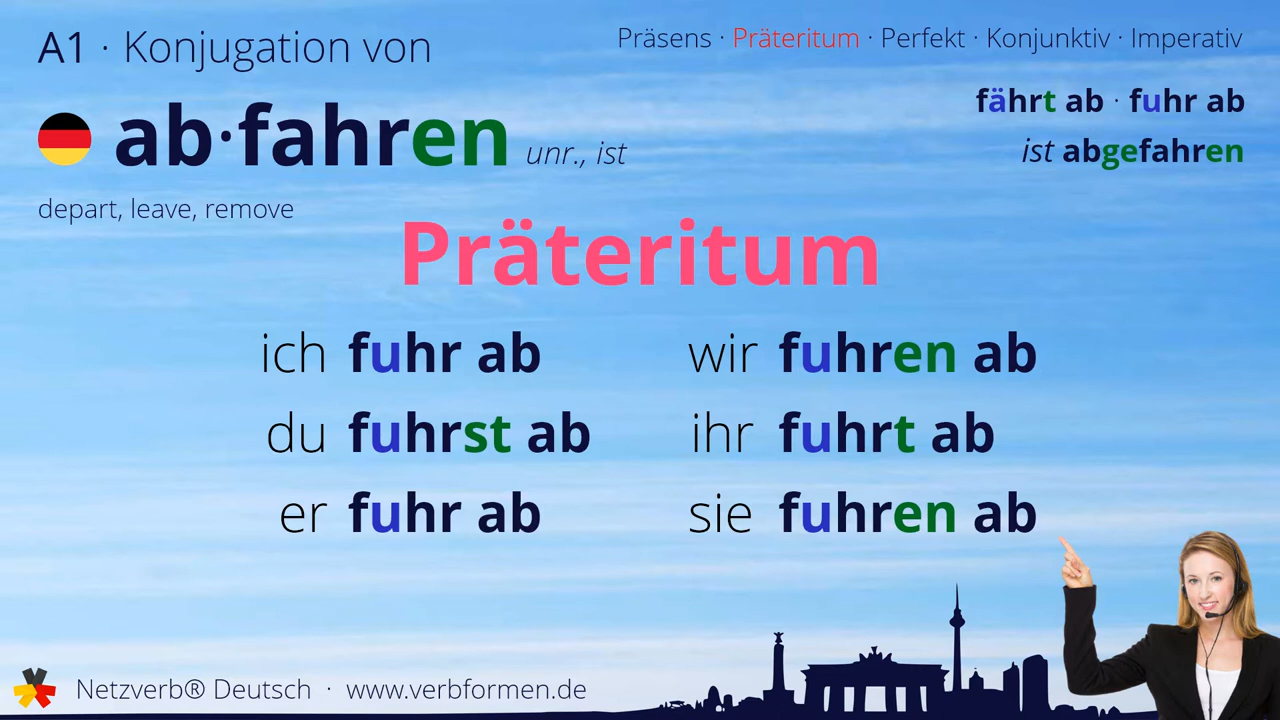 A1 · Konjugation von
Präsens · Präteritum · Perfekt · Konjunktiv · Imperativ
ab·fahren unr., ist
fährt ab · fuhr ab
ist abgefahren
depart, leave, remove
Präteritum
ich fuhr ab
du fuhrst ab
er fuhr ab
wir fuhren ab
ihr fuhrt ab
sie fuhren ab
Netzverb® Deutsch · www.verbformen.de